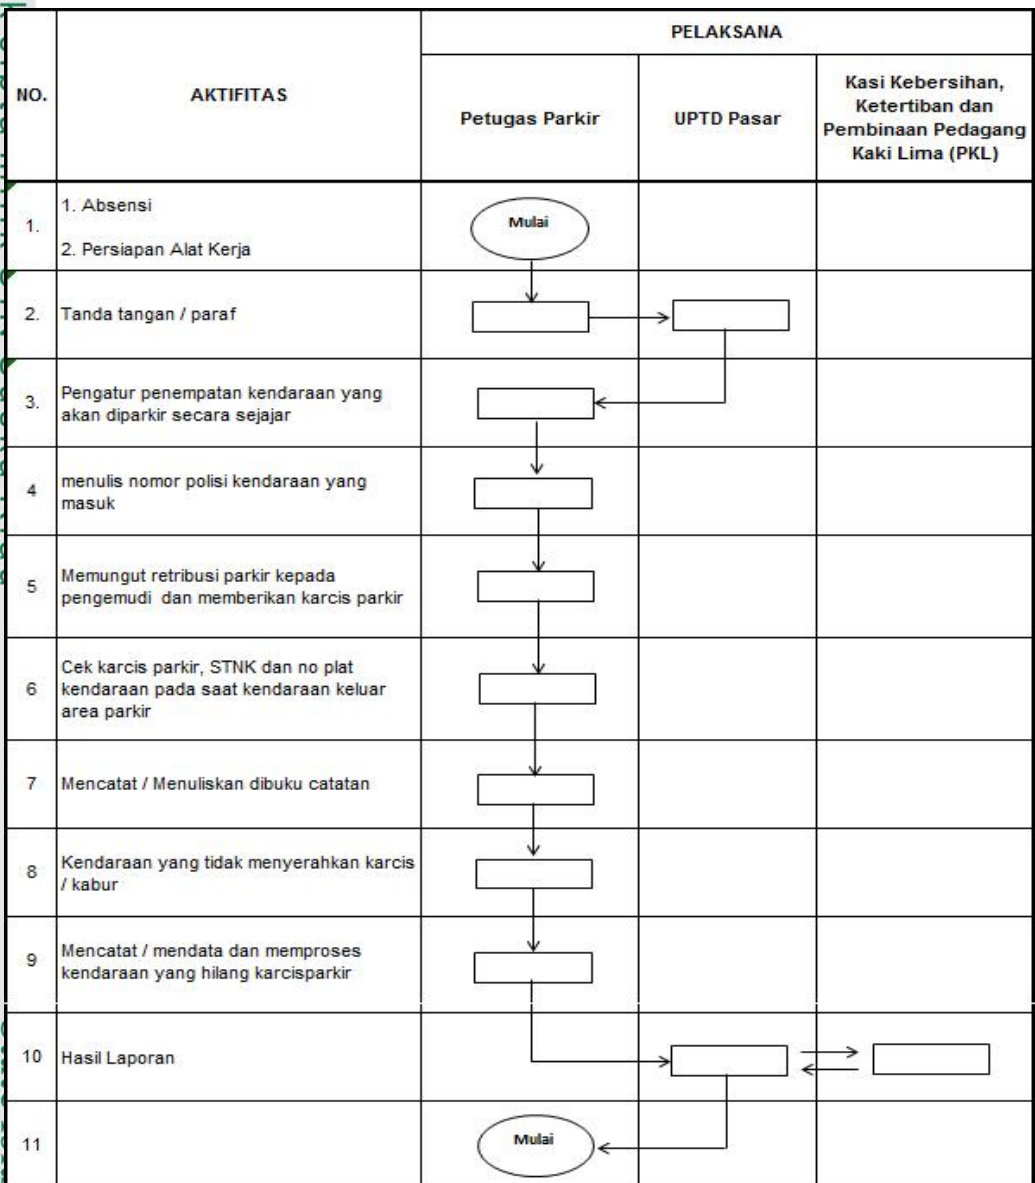 PELAKSANA
NO.
AKTIFITAS
Petugas Parkir
UPTD Pasar
Kasi Kebersihan,
Ketertiban dan
Pembinaan Pedagang
Kaki Lima (PKL)
1.
1. Absensi
2. Persiapan Alat Kerja
Mulai
2.
Tanda tangan / paraf
3.
Pengatur penempatan kendaraan yang
akan diparkir secara sejajar
4
menulis nomor polisi kendaraan yang
masuk
5
Memungut retribusi parkir kepada
pengemudi dan memberikan karcis parkir
6
Cek karcis parkir, STNK dan no plat
kendaraan pada saat kendaraan keluar
area parkir
7
Mencatat / Menuliskan dibuku catatan
8
Kendaraan yang tidak menyerahkan karcis
/ kabur
9
Mencatat / mendata dan memproses
kendaraan yang hilang karcisparkir
10
Hasil Laporan
11
Mulai